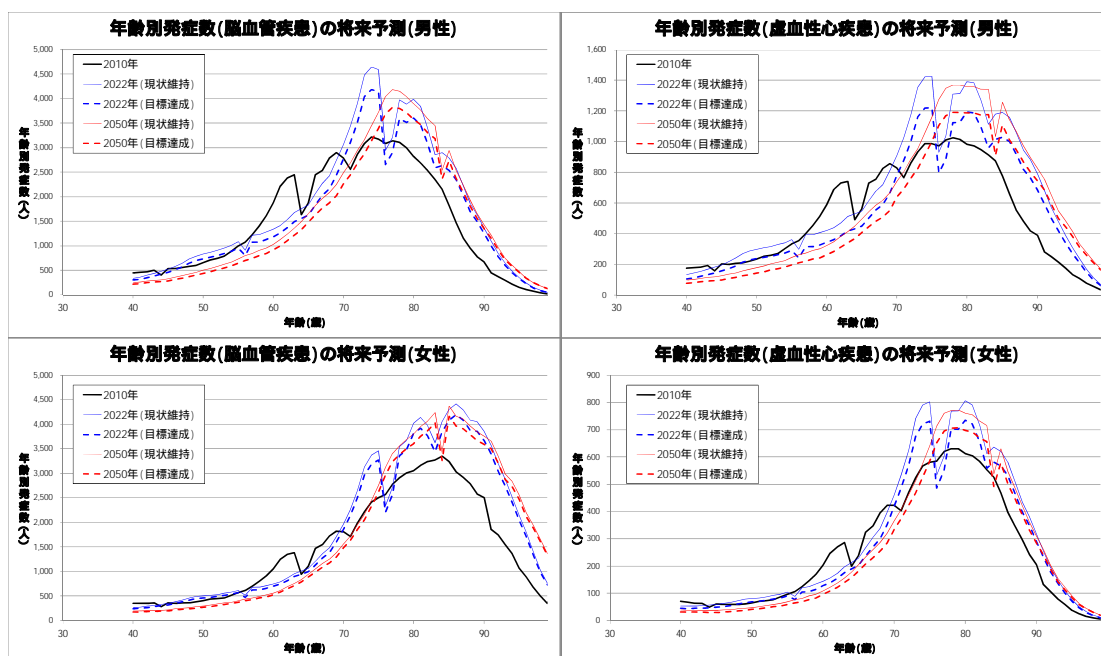 年齢別発症数(脳血管疾患)の将来予測(男性)
5,000
4,500
4,000
3,500
3,000
2,500
2,000
1,500
1,000
500
0
年齢別発症数(人)
2010年
2022年(現状維持)
2022年(目標達成)
2050年(現状維持)
2050年(目標達成)
30
40
50
60
70
80
90
年齢(歳)
年齢別発症数(虚血性心疾患)の将来予測(男性)
1,600
1,400
1,200
1,000
800
600
400
200
0
年齢別発症数(人)
2010年
2022年(現状維持)
2022年(目標達成)
2050年(現状維持)
2050年(目標達成)
30
40
50
60
70
80
90
年齢(歳)
年齢別発症数(脳血管疾患)の将来予測(女性)
5,000
4,500
4,000
3,500
3,000
2,500
2,000
1,500
1,000
500
0
年齢別発症数(人)
2010年
2022年(現状維持)
2022年(目標達成)
2050年(現状維持)
2050年(目標達成)
30
40
50
60
70
80
90
年齢(歳)
年齢別発症数(虚血性心疾患)の将来予測(女性)
900
800
700
600
500
400
300
200
100
0
年齢別発症数(人)
2010年
2022年(現状維持)
2022年(目標達成)
2050年(現状維持)
2050年(目標達成)
30
40
50
60
70
80
90
年齢(歳)